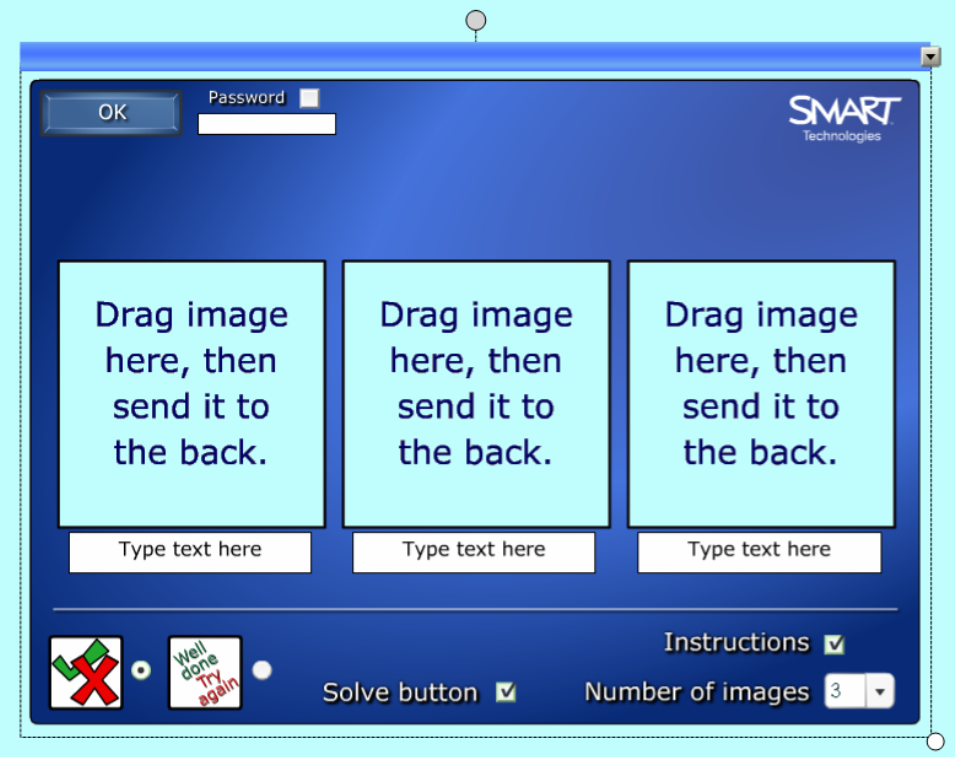 OK
Password
SMART
Technologies
Drag image
here, then
send it to
the back.
Drag image
here, then
send it to
the back.
Drag image
here, then
send it to
the back.
Type text here
Type text here
Type text here
Well
done
Try
again
Instructions
Solve button
Number of images
3